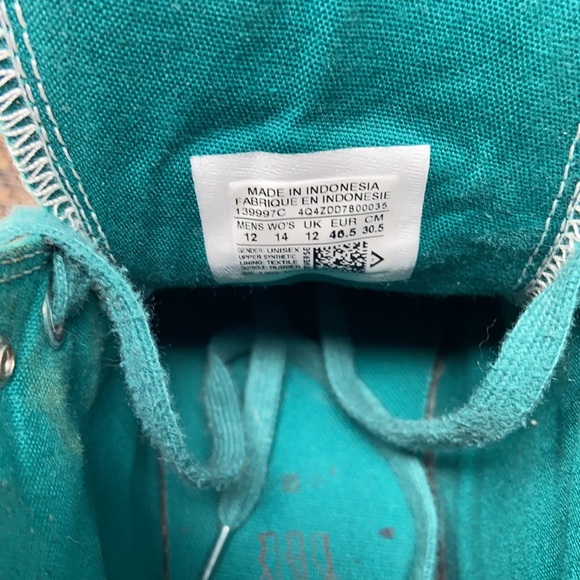 MADE IN INDONESIA
FABRIQUE EN INDONESIE
139997C 4Q4ZDD7800035
MENS WO'S UK EUR CM
12 14 12 46.5 30.5
GENDER: UNISEX
UPPER: SYNTHETIC
LINING: TEXTILE
OUTSOLE: RUBBER